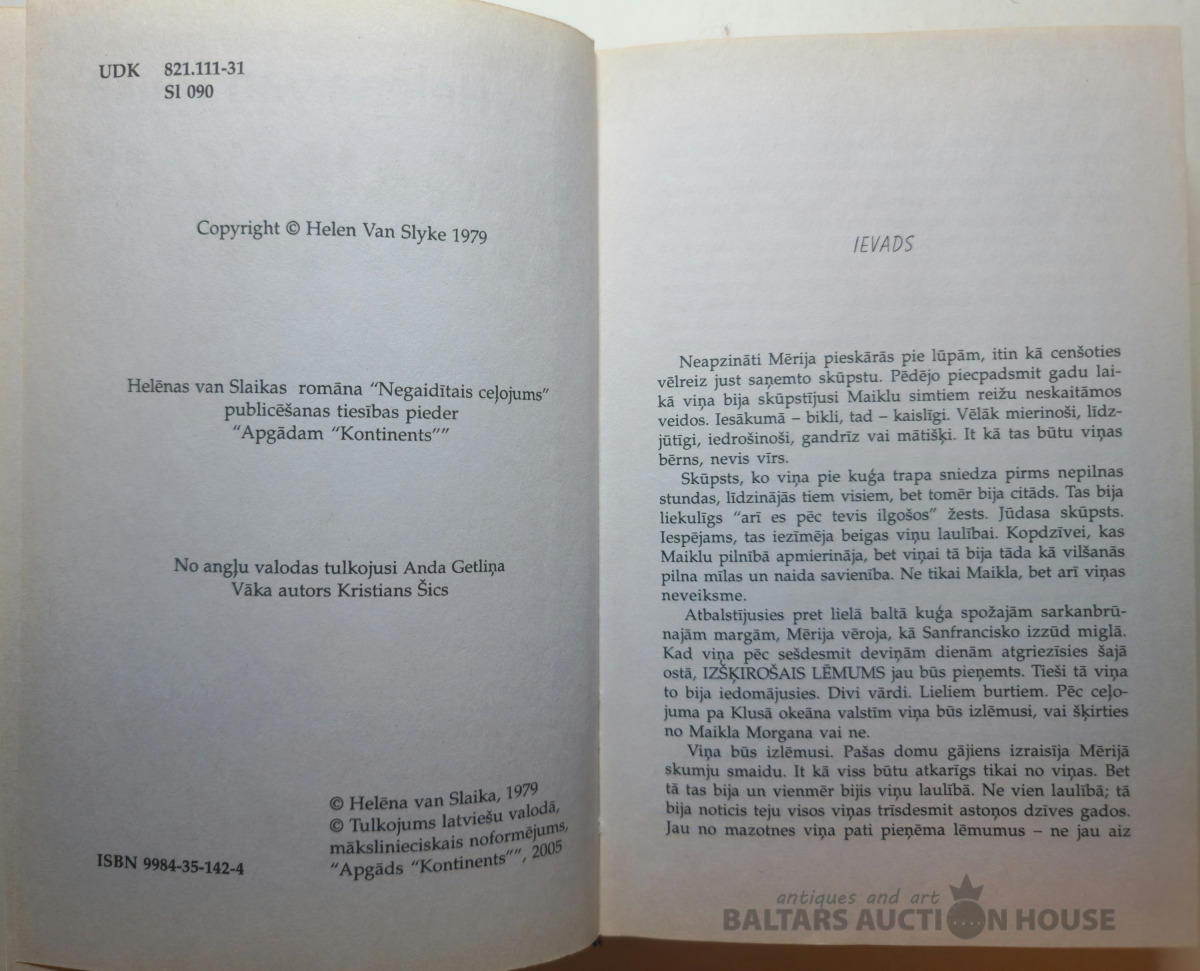 UDK 821.111-31
Sl 090
Copyright © Helen Van Slyke 1979
Helēnas van Slaikas romāna “Negaidītais ceļojums”
publicēšanas tiesības pieder
“Apgādam “Kontinents””
No angļu valodas tulkojusi Anda Getliņa
Vāka autors Kristians Šics
© Helēna van Slaika, 1979
© Tulkojums latviešu valodā,
mākslinieciskais noformējums,
“Apgāds “Kontinents””, 2005
ISBN 9984-35-142-4
IEVADS
Neapzināti Mērija pieskārās pie lūpām, itin kā cenšoties
vēlreiz just saņemto skūpstu. Pēdējo piecpadsmit gadu lai-
kā viņa bija skūpstījusi Maiklu simtiem reižu neskaitāmos
veidos. Iesākumā – bikli, tad – kaislīgi. Vēlāk mierinoši, līdz-
jūtīgi, iedrošinoši, gandrīz vai mātišķi. It kā tas būtu viņas
bērns, nevis vīrs.
Skūpsts, ko viņa pie kuģa trapa sniedza pirms nepilnas
stundas, līdzinājās tiem visiem, bet tomēr bija citāds. Tas bija
liekulīgs “arī es pēc tevis ilgošos” žests. Jūdasa skūpsts.
Iespējams, tas iezīmēja beigas viņu laulībai. Kopdzīvei, kas
Maiklu pilnībā apmierināja, bet viņai tā bija tāda kā vilšanās
pilna mīlas un naida savienība. Ne tikai Maikla, bet arī viņas
neveiksme.
Atbalstījusies pret lielā baltā kuģa spožajām sarkanbrū-
najām margām, Mērija vēroja, kā Sanfrancisko izzūd miglā.
Kad viņa pēc sešdesmit deviņām dienām atgriezīsies šajā
ostā, IZŠĶIROŠAIS LĒMUMS jau būs pieņemts. Tieši tā viņa
to bija iedomājusies. Divi vārdi. Lieliem burtiem. Pēc ceļo-
juma pa Klusā okeāna valstīm viņa būs izlēmusi, vai šķirties
no Maikla Morgana vai ne.
Viņa būs izlēmusi. Pašas domu gājiens izraisīja Mērijā
skumju smaidu. It kā viss būtu atkarīgs tikai no viņas. Bet
tā tas bija un vienmēr bijis viņu laulībā. Ne vien laulībā; tā
bija noticis teju visos viņas trīsdesmit astoņos dzīves gados.
Jau no mazotnes viņa pati pieņēma lēmumus – ne jau aiz
antiques and art
BALTARS AUCTION HOUSE